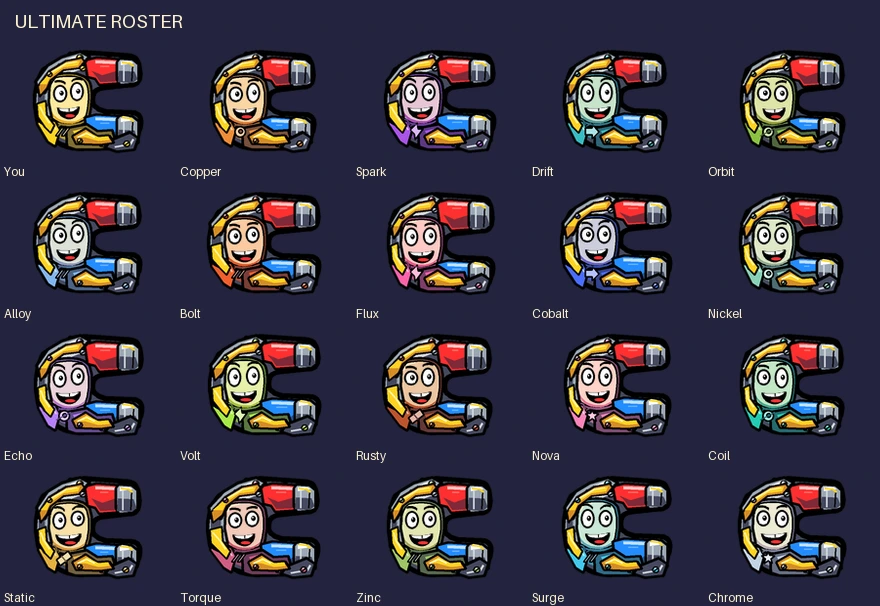 ULTIMATE ROSTER
You Copper Spark Drift Orbit
Alloy Bolt Flux Cobalt Nickel
Echo Volt Rusty Nova Coil
Static Torque Zinc Surge Chrome